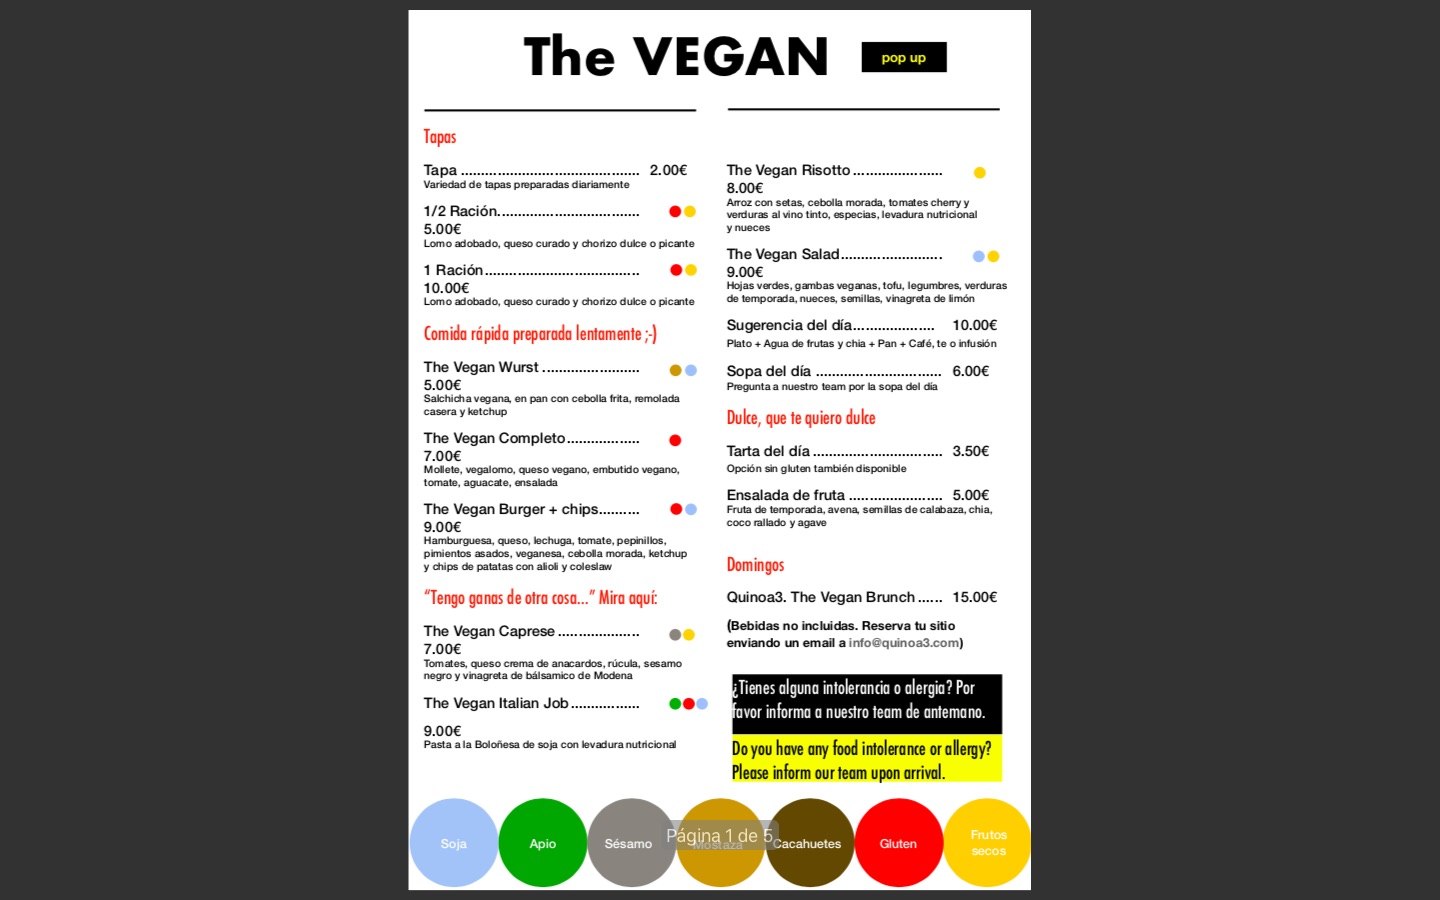 The VEGAN
pop up
Tapas
Tapa ........................................... 2.00€
Variedad de tapas preparadas diariamente
1/2 Ración.................................. 
5.00€
Lomo adobado, queso curado y chorizo dulce o picante
1 Ración.....................................
10.00€
Lomo adobado, queso curado y chorizo dulce o picante
Comida rápida preparada lentamente ;-)
The Vegan Wurst .......................
5.00€
Salchicha vegana, en pan con cebolla frita, remolada
casera y ketchup
The Vegan Completo.................
7.00€
Mollete, vegalomo, queso vegano, embutido vegano,
tomate, aguacate, ensalada
The Vegan Burger + chips..........
9.00€
Hamburguesa, queso, lechuga, tomate, pepinillos,
pimientos asados, veganesa, cebolla morada, ketchup
y chips de patatas con alioli y coleslaw
“Tengo ganas de otra cosa...” Mira aquí:
The Vegan Caprese ....................
7.00€
Tomates, queso crema de anacardos, rúcula, sesamo
negro y vinagreta de bálsamico de Modena
The Vegan Italian Job.................
9.00€
Pasta a la Boloñesa de soja con levadura nutricional
The Vegan Risotto......................
8.00€
Arroz con setas, cebolla morada, tomates cherry y
verduras al vino tinto, especias, levadura nutricional
y nueces
The Vegan Salad.........................
9.00€
Hojas verdes, gambas veganas, tofu, legumbres, verduras
de temporada, nueces, semillas, vinagreta de limón
Sugerencia del día.................... 10.00€
Plato + Agua de frutas y chia + Pan + Café, te o infusión
Sopa del día .............................. 6.00€
Pregunta a nuestro team por la sopa del día
Dulce, que te quiero dulce
Tarta del día ............................... 3.50€
Opción sin gluten también disponible
Ensalada de fruta ...................... 5.00€
Fruta de temporada, avena, semillas de calabaza, chia,
coco rallado y agave
Domingos
Quinoa3. The Vegan Brunch ...... 15.00€
(Bebidas no incluidas. Reserva tu sitio
enviando un email a info@quinoa3.com)
¿Tienes alguna intolerancia o alergia? Por
favor informa a nuestro team de antemano.
Do you have any food intolerance or allergy?
Please inform our team upon arrival.
Soja
Apio
Sésamo
Mostaza
Cacahuetes
Gluten
Frutos
secos
Página 1 de 5